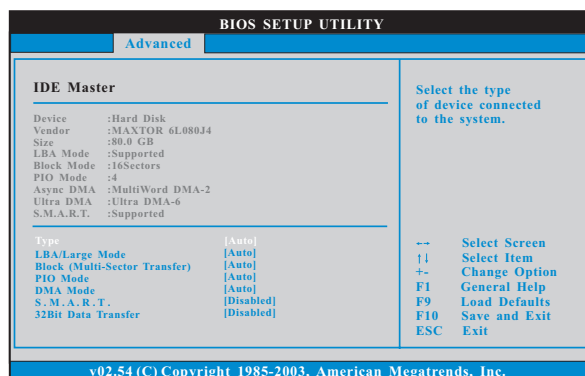 BIOS SETUP UTILITY
Advanced
IDE Master
Device :Hard Disk
Vendor :MAXTOR 6L080J4
Size :80.0 GB
LBA Mode :Supported
Block Mode :16Sectors
PIO Mode :4
Async DMA :MultiWord DMA-2
Ultra DMA :Ultra DMA-6
S.M.A.R.T. :Supported
Type [Auto]
LBA/Large Mode [Auto]
Block (Multi-Sector Transfer) [Auto]
PIO Mode [Auto]
DMA Mode [Auto]
S.M.A.R.T. [Disabled]
32Bit Data Transfer [Disabled]
Select the type
of device connected
to the system.
←→ Select Screen
↑↓ Select Item
+- Change Option
F1 General Help
F9 Load Defaults
F10 Save and Exit
ESC Exit
v02.54 (C) Copyright 1985-2003, American Megatrends, Inc.